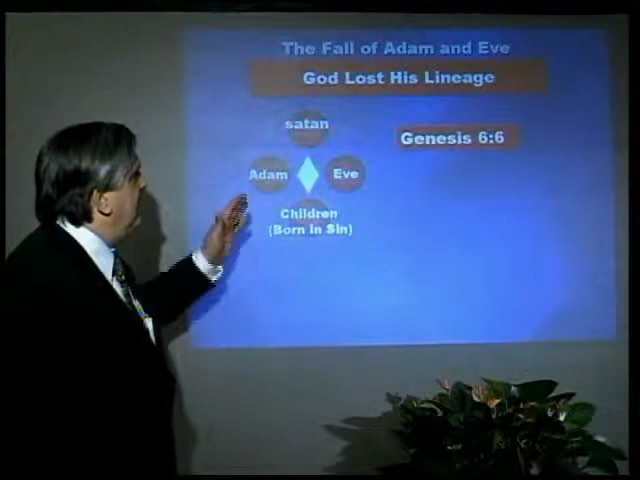 The Fall of Adam and Eve
God Lost His Lineage
satan
Genesis 6:6
Adam
Eve
Children
(Born in Sin)